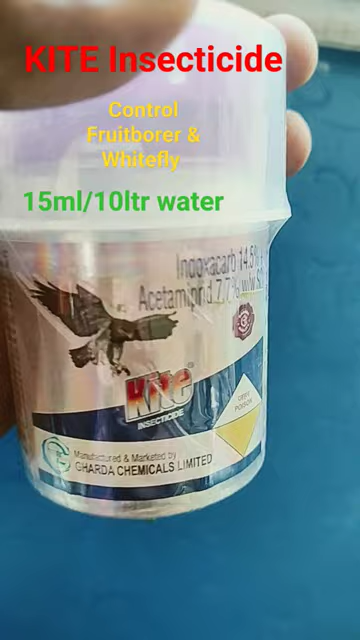 KITE Insecticide
Control
Fruitborer &
Whitefly
15ml/10ltr water
Indoxacarb 14.5%
Acetamiprid 7.7% w/w SC
Kite
INSECTICIDE
POISON
Manufactured & Marketed by
GHARDA CHEMICALS LIMITED